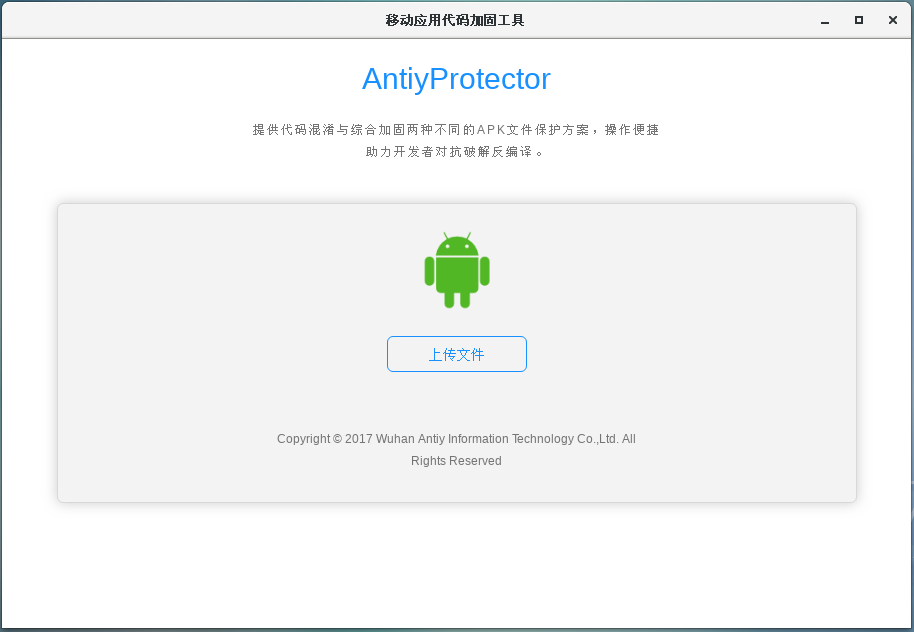 移动应用代码加固工具
AntiyProtector
提供代码混淆与综合加固两种不同的APK文件保护方案，操作便捷
助力开发者对抗破解反编译。
上传文件
Copyright © 2017 Wuhan Antiy Information Technology Co.,Ltd. All
Rights Reserved